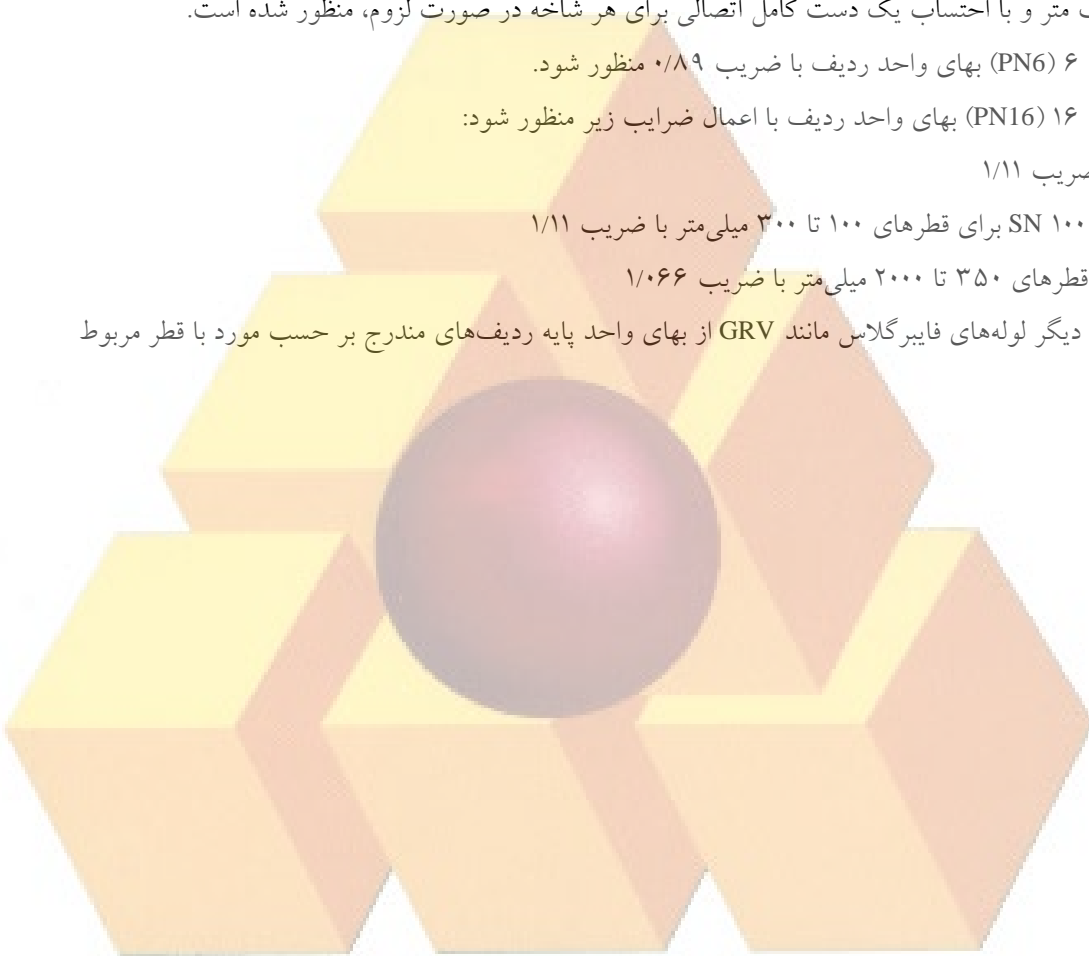 متر و با احتساب یک دست کامل اتصالی برای هر شاخه در صورت لزوم، منظور شده است.
۶ (PN6) بهای واحد ردیف با ضریب ۰/۸۹ منظور شود.
۱۶ (PN16) بهای واحد ردیف با اعمال ضرایب زیر منظور شود:
ضریب ۱/۱۱
SN ۱۰۰ برای قطرهای ۱۰۰ تا ۳۰۰ میلی‌متر با ضریب ۱/۱۱
قطرهای ۳۵۰ تا ۲۰۰۰ میلی‌متر با ضریب ۱/۰۶۶
دیگر لوله‌های فایبرگلاس مانند GRV از بهای واحد پایه ردیف‌های مندرج بر حسب مورد با قطر مربوط